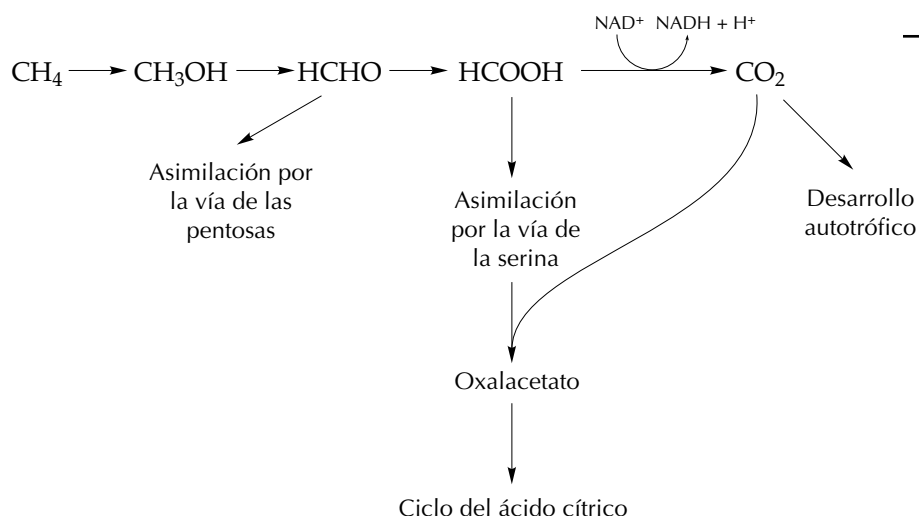 NAD⁺ NADH + H⁺
CH₄ CH₃OH HCHO HCOOH CO₂
Asimilación por
la vía de las
pentosas
Asimilación
por la vía de
la serina
Desarrollo
autotrófico
Oxalacetato
Ciclo del ácido cítrico